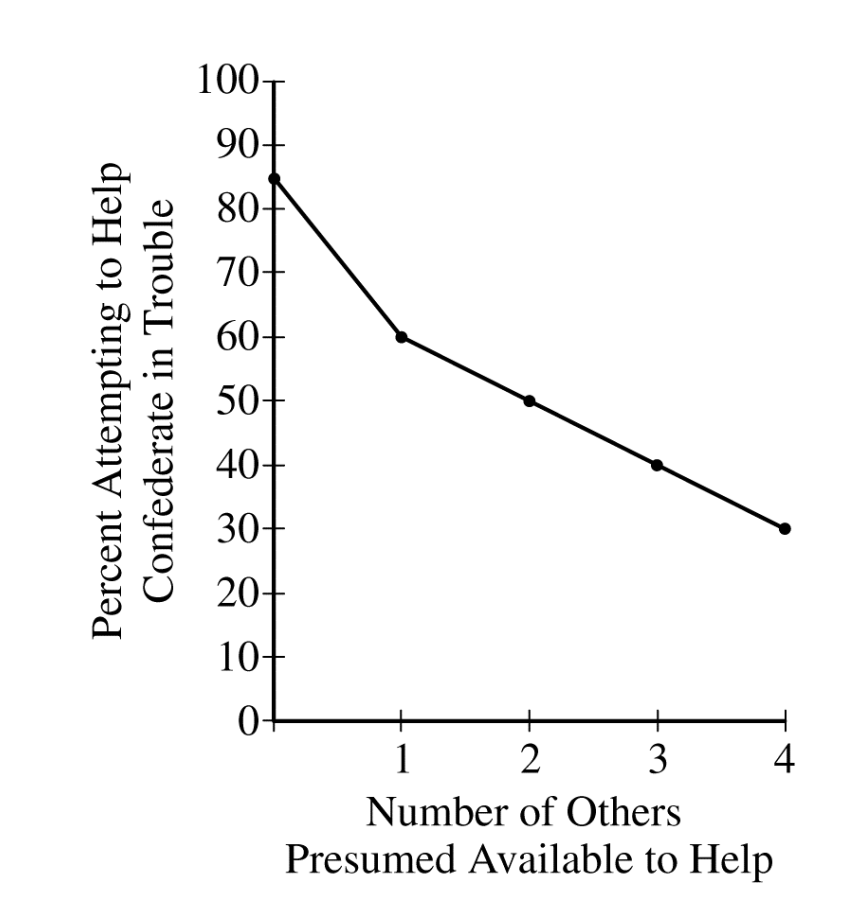 100
90
80
70
60
50
40
30
20
10
0
Percent Attempting to Help
Confederate in Trouble
1 2 3 4
Number of Others
Presumed Available to Help